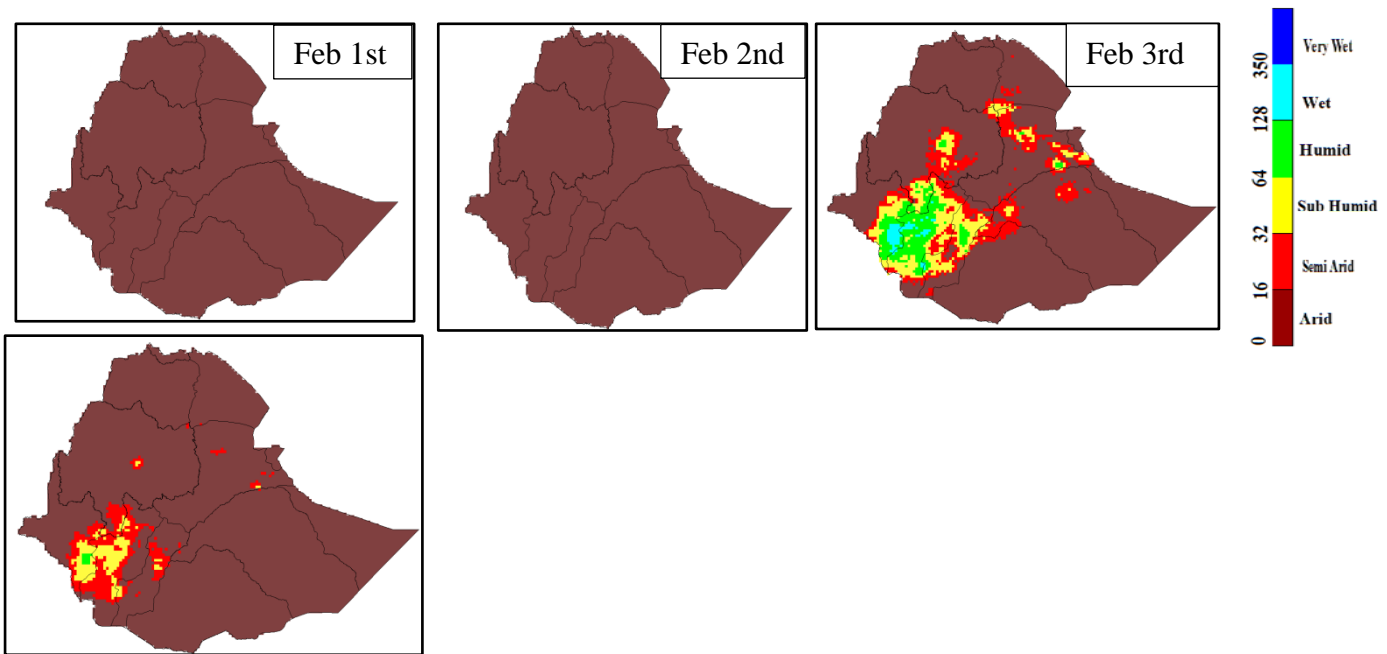 Feb 1st
Feb 2nd
Feb 3rd
Very Wet
350
Wet
128
Humid
64
Sub Humid
32
Semi Arid
16
Arid
0